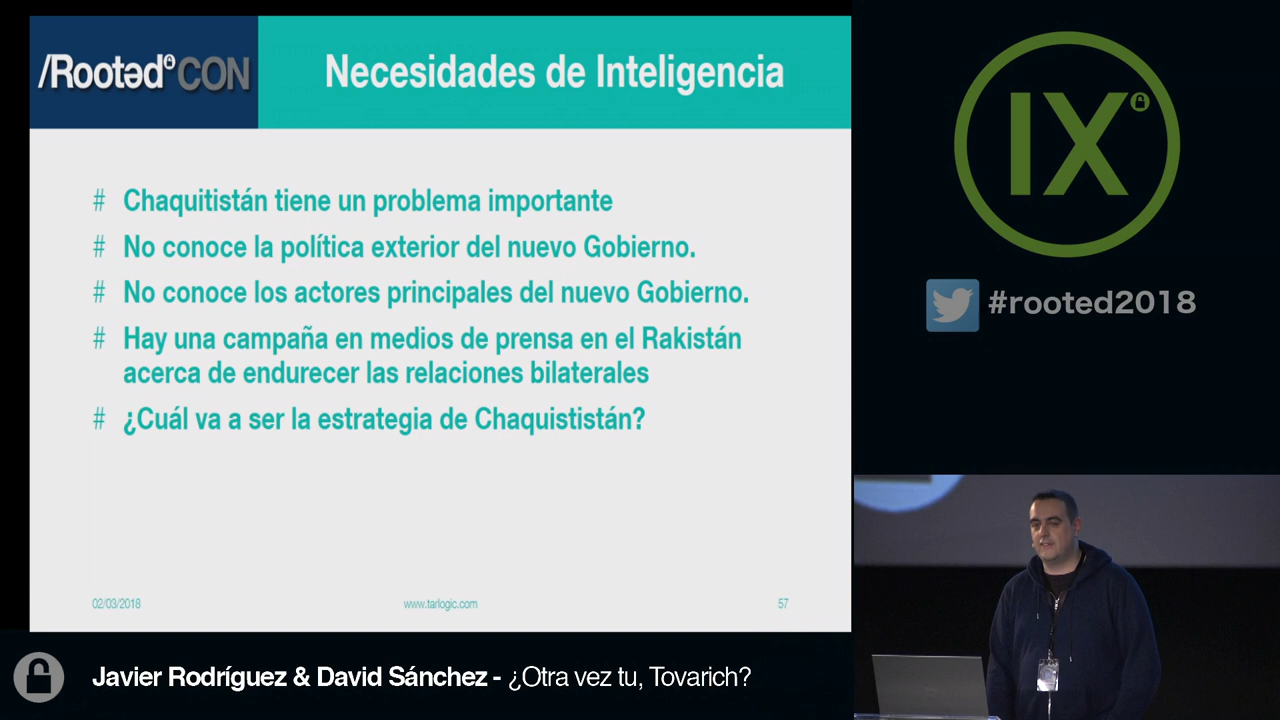 /Rootəd CON
Necesidades de Inteligencia
# Chaquitistán tiene un problema importante
# No conoce la política exterior del nuevo Gobierno.
# No conoce los actores principales del nuevo Gobierno.
# Hay una campaña en medios de prensa en el Rakistán
acerca de endurecer las relaciones bilaterales
# ¿Cuál va a ser la estrategia de Chaquististán?
02/03/2018
www.tarlogic.com
57
IX
#rooted2018
Javier Rodríguez & David Sánchez - ¿Otra vez tu, Tovarich?